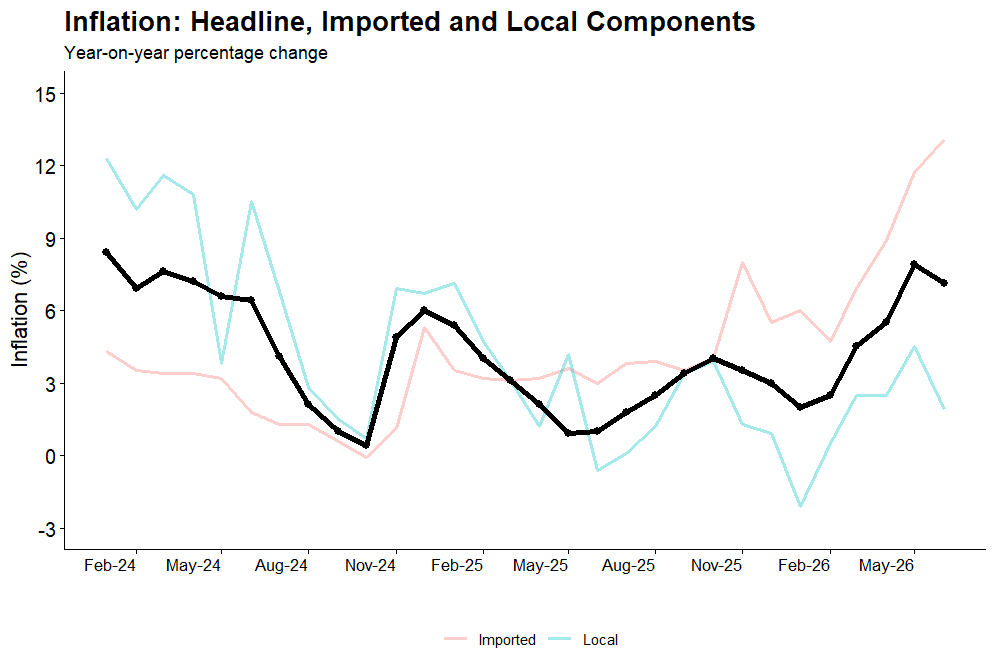 Inflation: Headline, Imported and Local Components
Year-on-year percentage change
Inflation (%)
15
12
9
6
3
0
-3
Feb-24 May-24 Aug-24 Nov-24 Feb-25 May-25 Aug-25 Nov-25 Feb-26 May-26
Imported Local